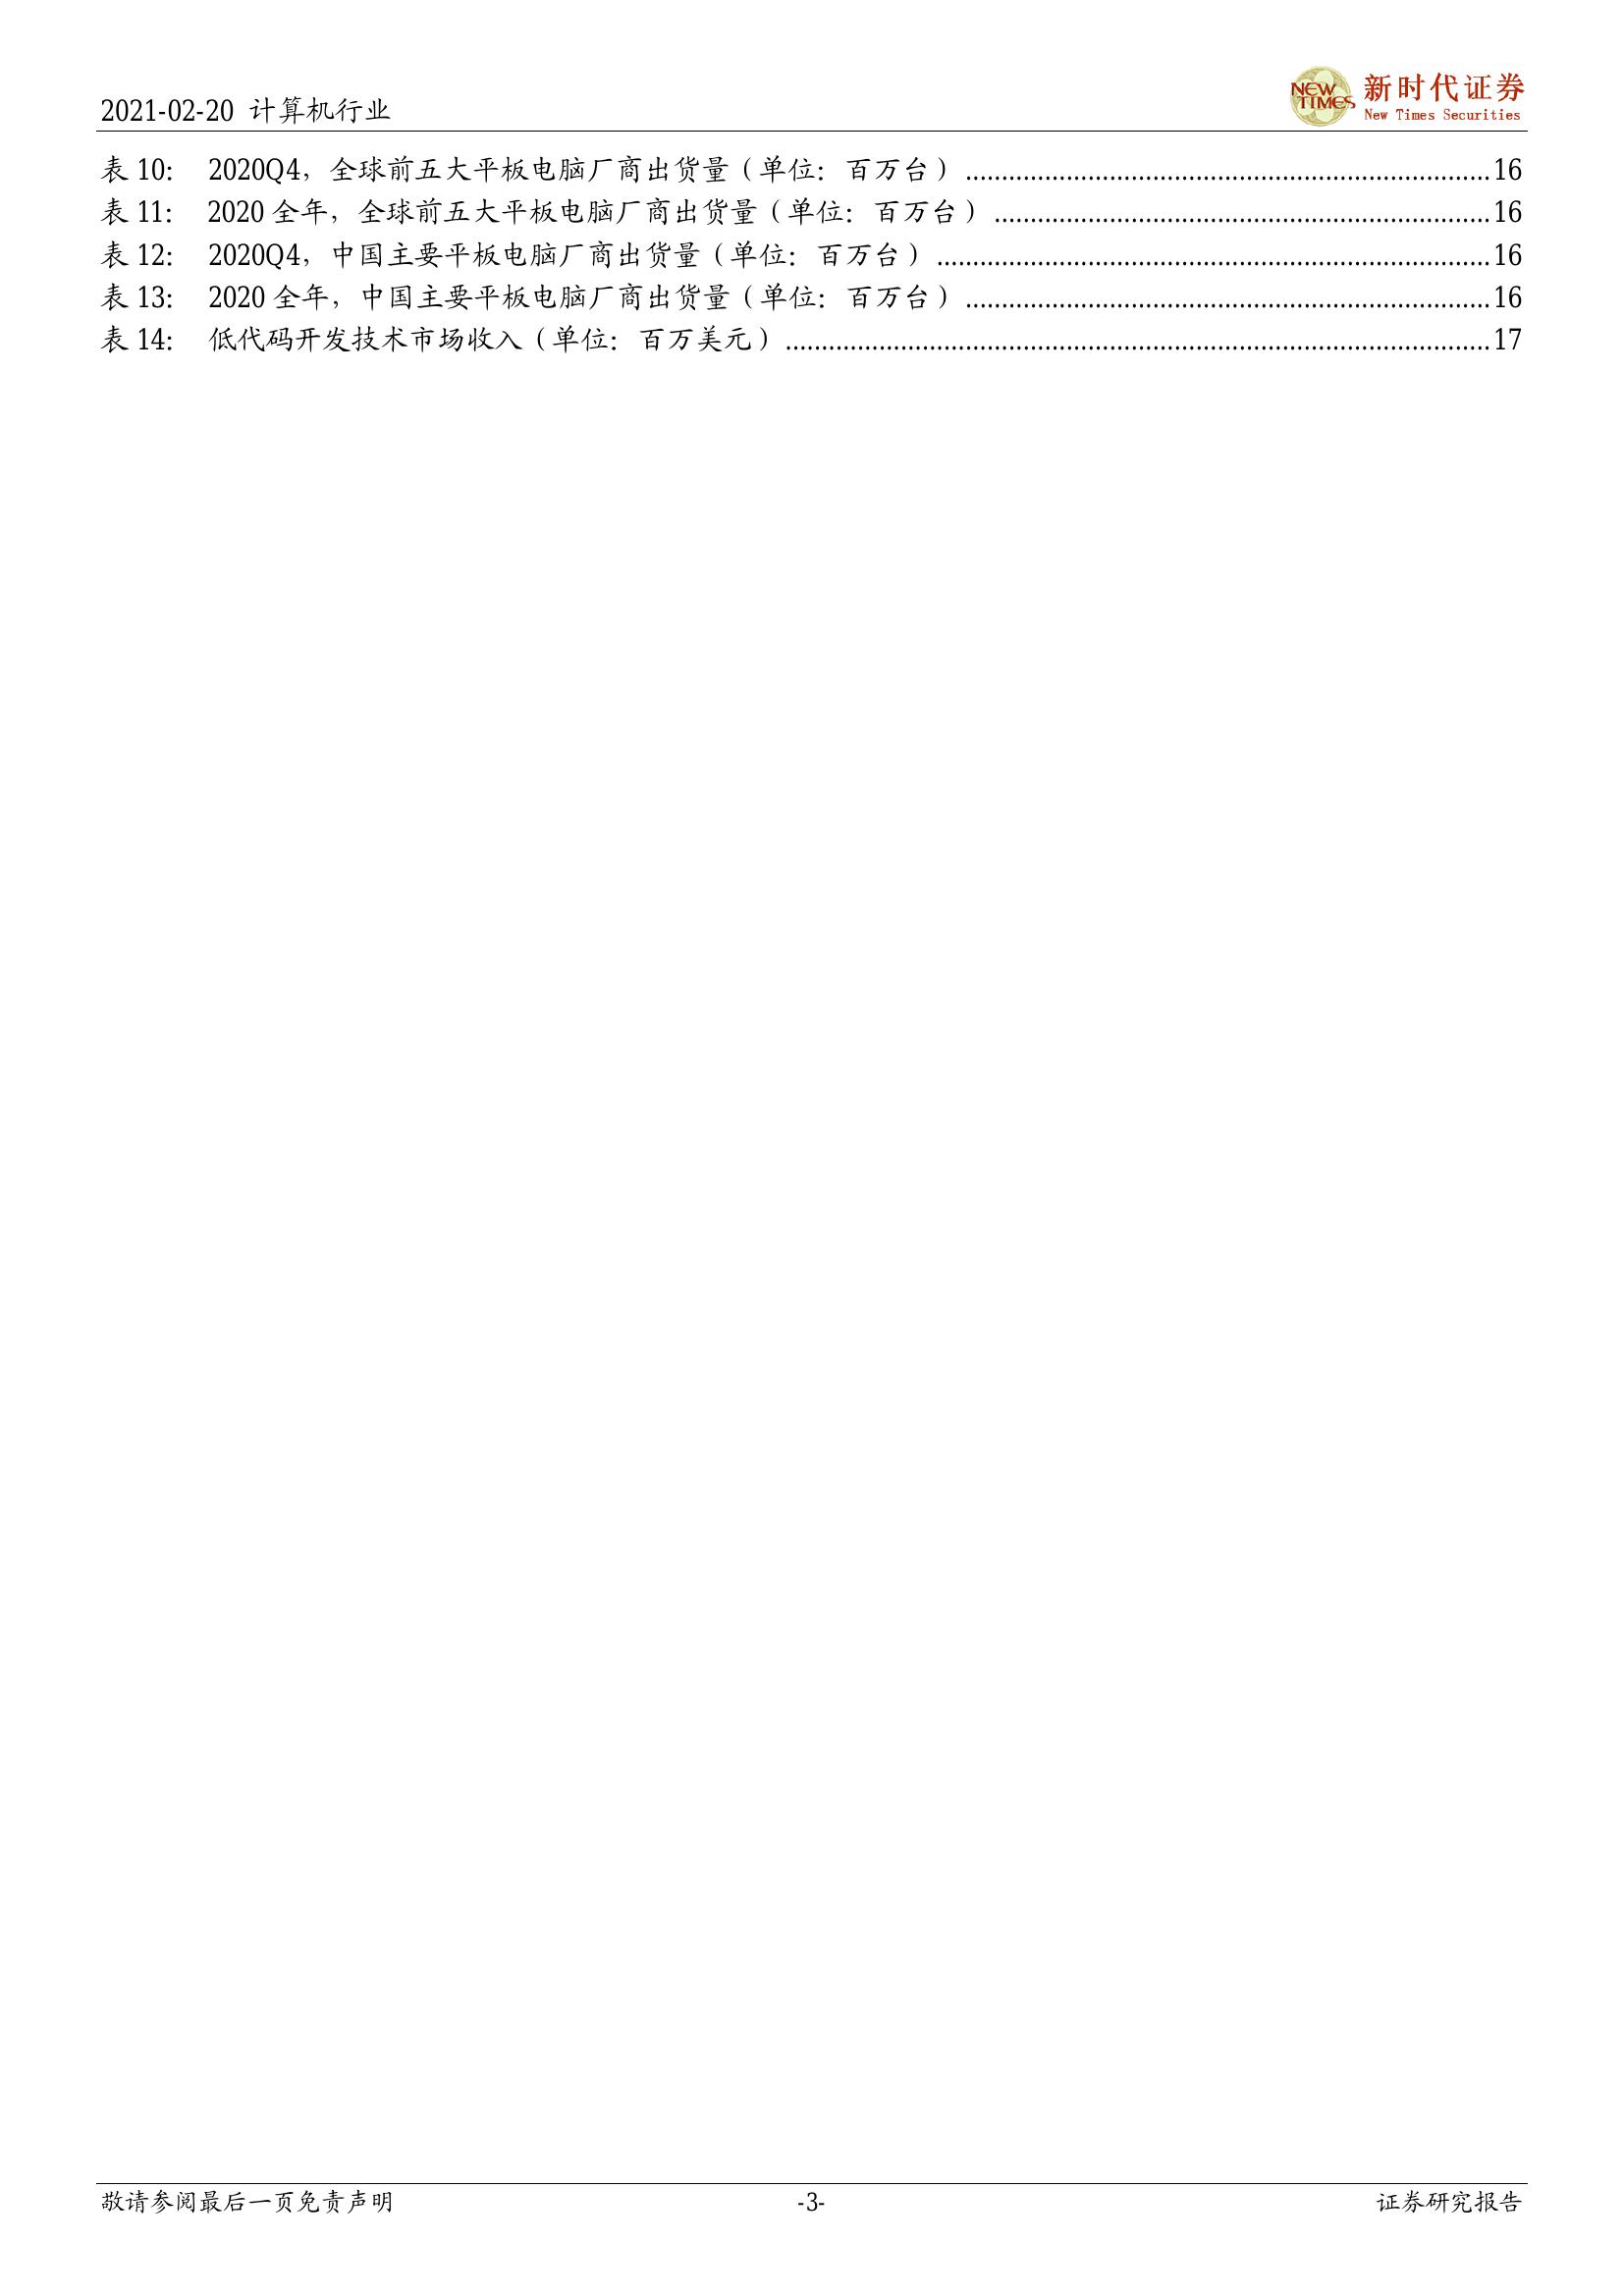 2021-02-20 计算机行业
NEW TIMES 新时代证券
New Times Securities
表 10: 2020Q4，全球前五大平板电脑厂商出货量（单位：百万台）.........................................................................16
表 11: 2020 全年，全球前五大平板电脑厂商出货量（单位：百万台）.....................................................................16
表 12: 2020Q4，中国主要平板电脑厂商出货量（单位：百万台）.............................................................................16
表 13: 2020 全年，中国主要平板电脑厂商出货量（单位：百万台）.........................................................................16
表 14: 低代码开发技术市场收入（单位：百万美元）..................................................................................................17
敬请参阅最后一页免责声明 -3- 证券研究报告